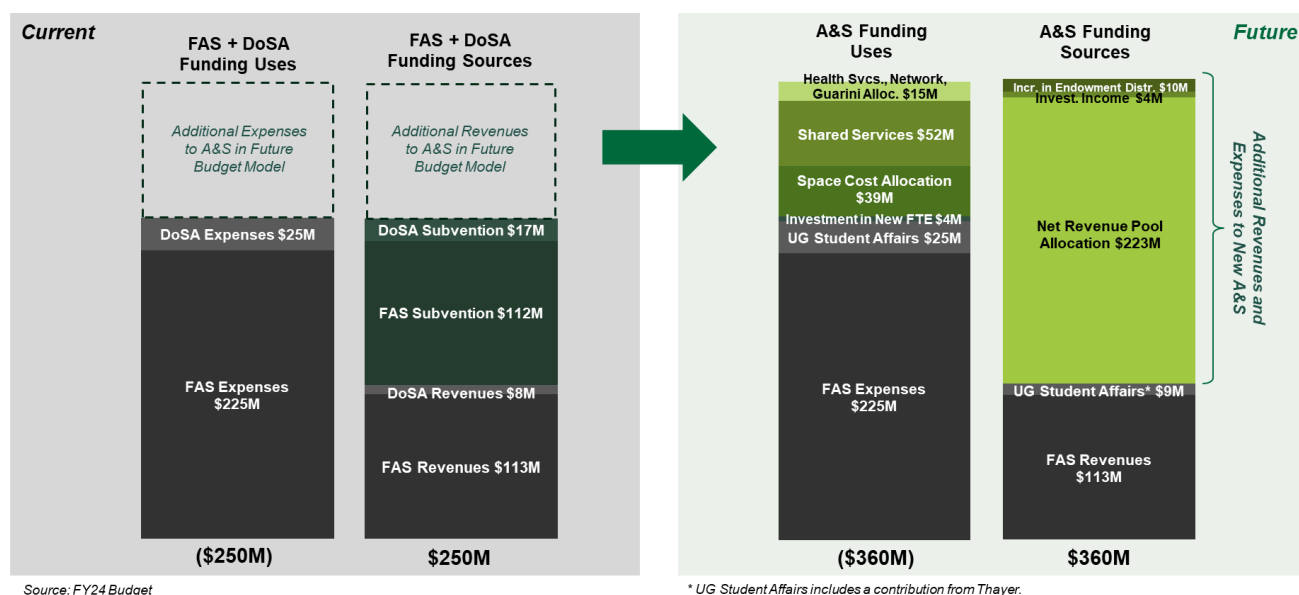 Current
FAS + DoSA
Funding Uses
FAS + DoSA
Funding Sources
Additional Expenses
to A&S in Future
Budget Model
Additional Revenues
to A&S in Future
Budget Model
DoSA Expenses $25M
DoSA Subvention $17M
FAS Subvention $112M
FAS Expenses
$225M
DoSA Revenues $8M
FAS Revenues $113M
($250M)
$250M
Source: FY24 Budget
Future
A&S Funding
Uses
A&S Funding
Sources
Health Svcs., Network,
Guarini Alloc. $15M
Incr. in Endowment Distr. $10M
Invest. Income $4M
Shared Services $52M
Space Cost Allocation
$39M
Investment in New FTE $4M
UG Student Affairs $25M
Net Revenue Pool
Allocation $223M
FAS Expenses
$225M
UG Student Affairs* $9M
FAS Revenues
$113M
Additional Revenues and
Expenses to New A&S
($360M)
$360M
* UG Student Affairs includes a contribution from Thayer.